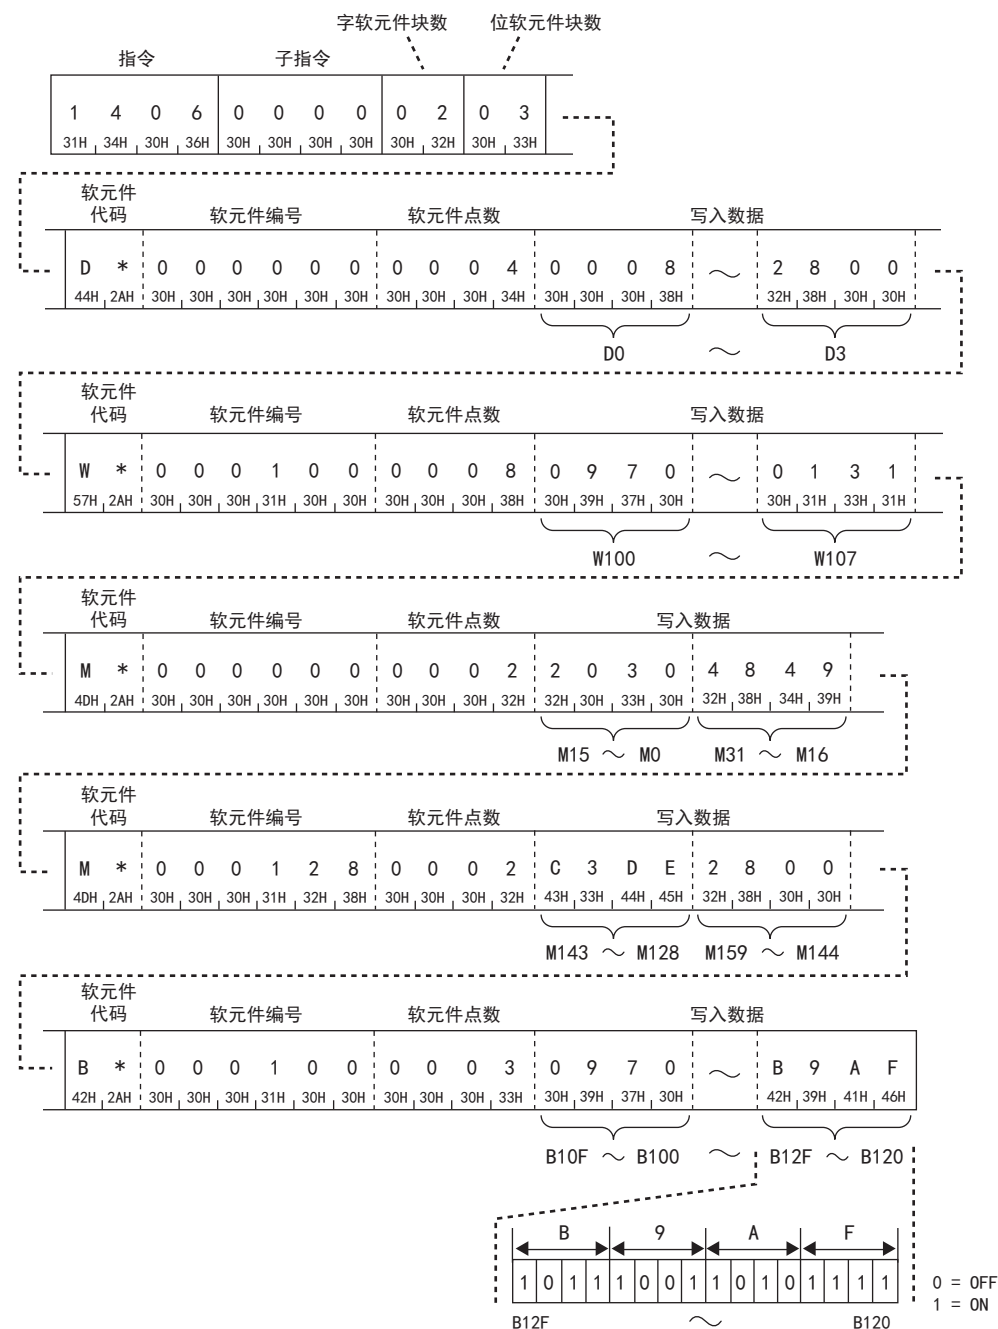 字软元件块数 位软元件块数
指令 子指令
1 4 0 6 0 0 0 0 0 2 0 3
31H 34H 30H 36H 30H 30H 30H 30H 30H 32H 30H 33H
软元件
代码 软元件编号 软元件点数 写入数据
D * 0 0 0 0 0 0 0 0 0 4 0 0 0 8 ～ 2 8 0 0
44H 2AH 30H 30H 30H 30H 30H 30H 30H 30H 30H 34H 30H 30H 30H 38H 32H 38H 30H 30H
D0 ～ D3
软元件
代码 软元件编号 软元件点数 写入数据
W * 0 0 0 1 0 0 0 0 0 8 0 9 7 0 ～ 0 1 3 1
57H 2AH 30H 30H 30H 31H 30H 30H 30H 30H 30H 38H 30H 39H 37H 30H 30H 31H 33H 31H
W100 ～ W107
软元件
代码 软元件编号 软元件点数 写入数据
M * 0 0 0 0 0 0 0 0 0 2 2 0 3 0 4 8 4 9
4DH 2AH 30H 30H 30H 30H 30H 30H 30H 30H 30H 32H 32H 30H 33H 30H 32H 38H 34H 39H
M15 ～ M0 M31 ～ M16
软元件
代码 软元件编号 软元件点数 写入数据
M * 0 0 0 1 2 8 0 0 0 2 C 3 D E 2 8 0 0
4DH 2AH 30H 30H 30H 31H 32H 38H 30H 30H 30H 32H 43H 33H 44H 45H 32H 38H 30H 30H
M143 ～ M128 M159 ～ M144
软元件
代码 软元件编号 软元件点数 写入数据
B * 0 0 0 1 0 0 0 0 0 3 0 9 7 0 ～ B 9 A F
42H 2AH 30H 30H 30H 31H 30H 30H 30H 30H 30H 33H 30H 39H 37H 30H 42H 39H 41H 46H
B10F ～ B100 ～ B12F ～ B120
B 9 A F
1 0 1 1 1 0 0 1 1 0 1 0 1 1 1 1 0 = OFF
1 = ON
B12F ～ B120